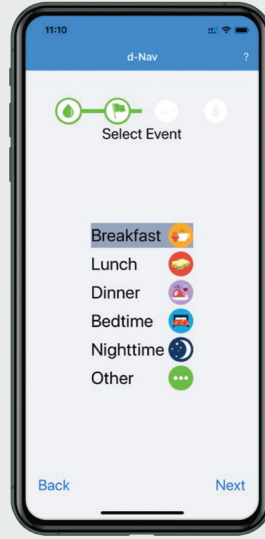 11:10
d-Nav ?
Select Event
Breakfast
Lunch
Dinner
Bedtime
Nighttime
Other
Back Next